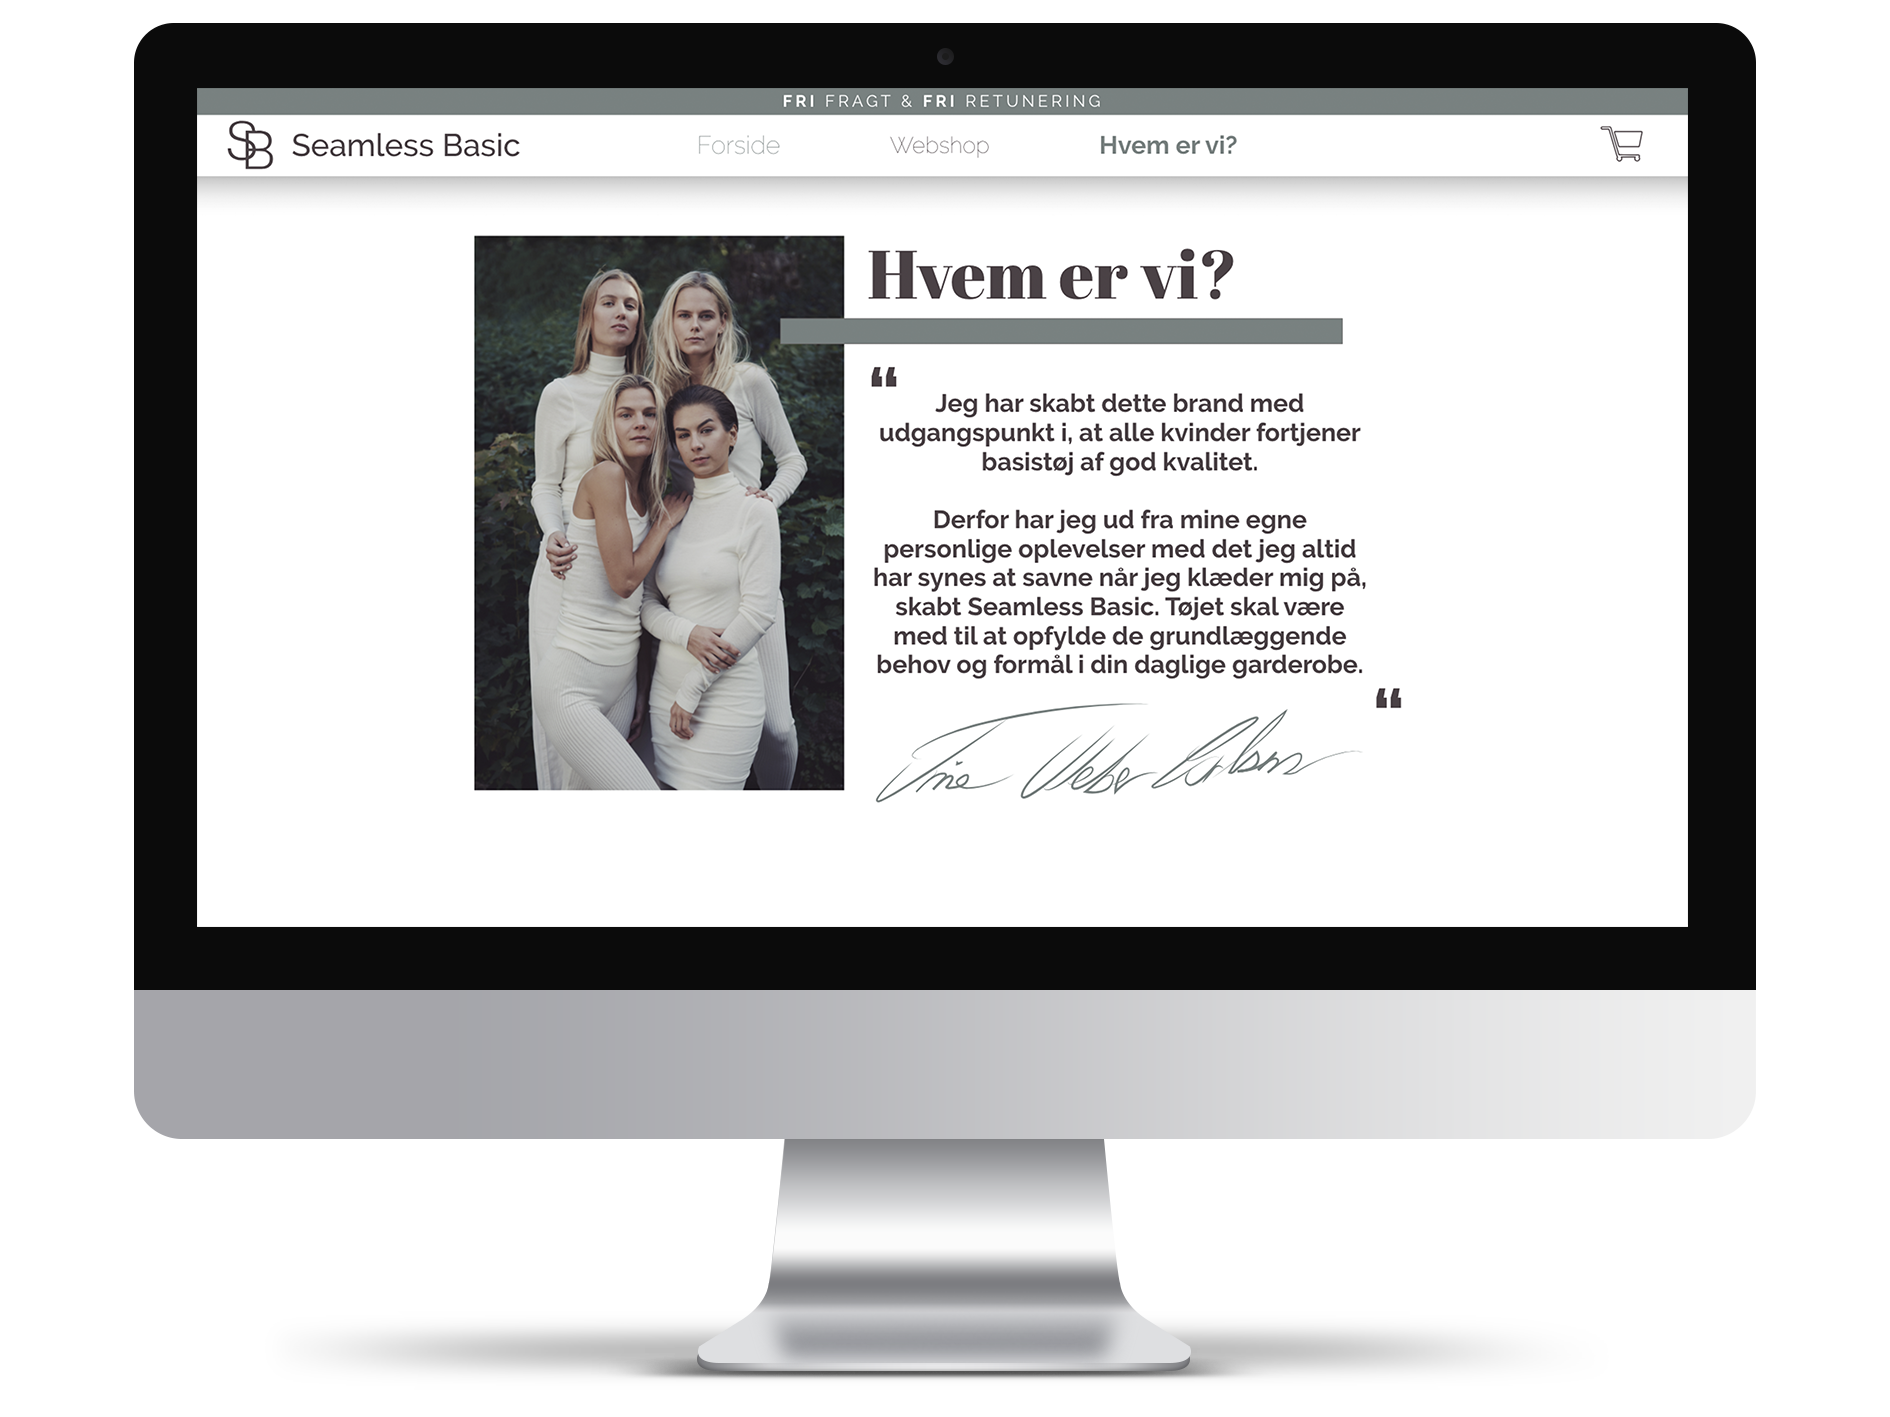 FRI FRAGT & FRI RETUNERING
SB Seamless Basic Forside Webshop Hvem er vi?
Hvem er vi?
❝
Jeg har skabt dette brand med
udgangspunkt i, at alle kvinder fortjener
basistøj af god kvalitet.
Derfor har jeg ud fra mine egne
personlige oplevelser med det jeg altid
har synes at savne når jeg klæder mig på,
skabt Seamless Basic. Tøjet skal være
med til at opfylde de grundlæggende
behov og formål i din daglige garderobe.
❝
Weber